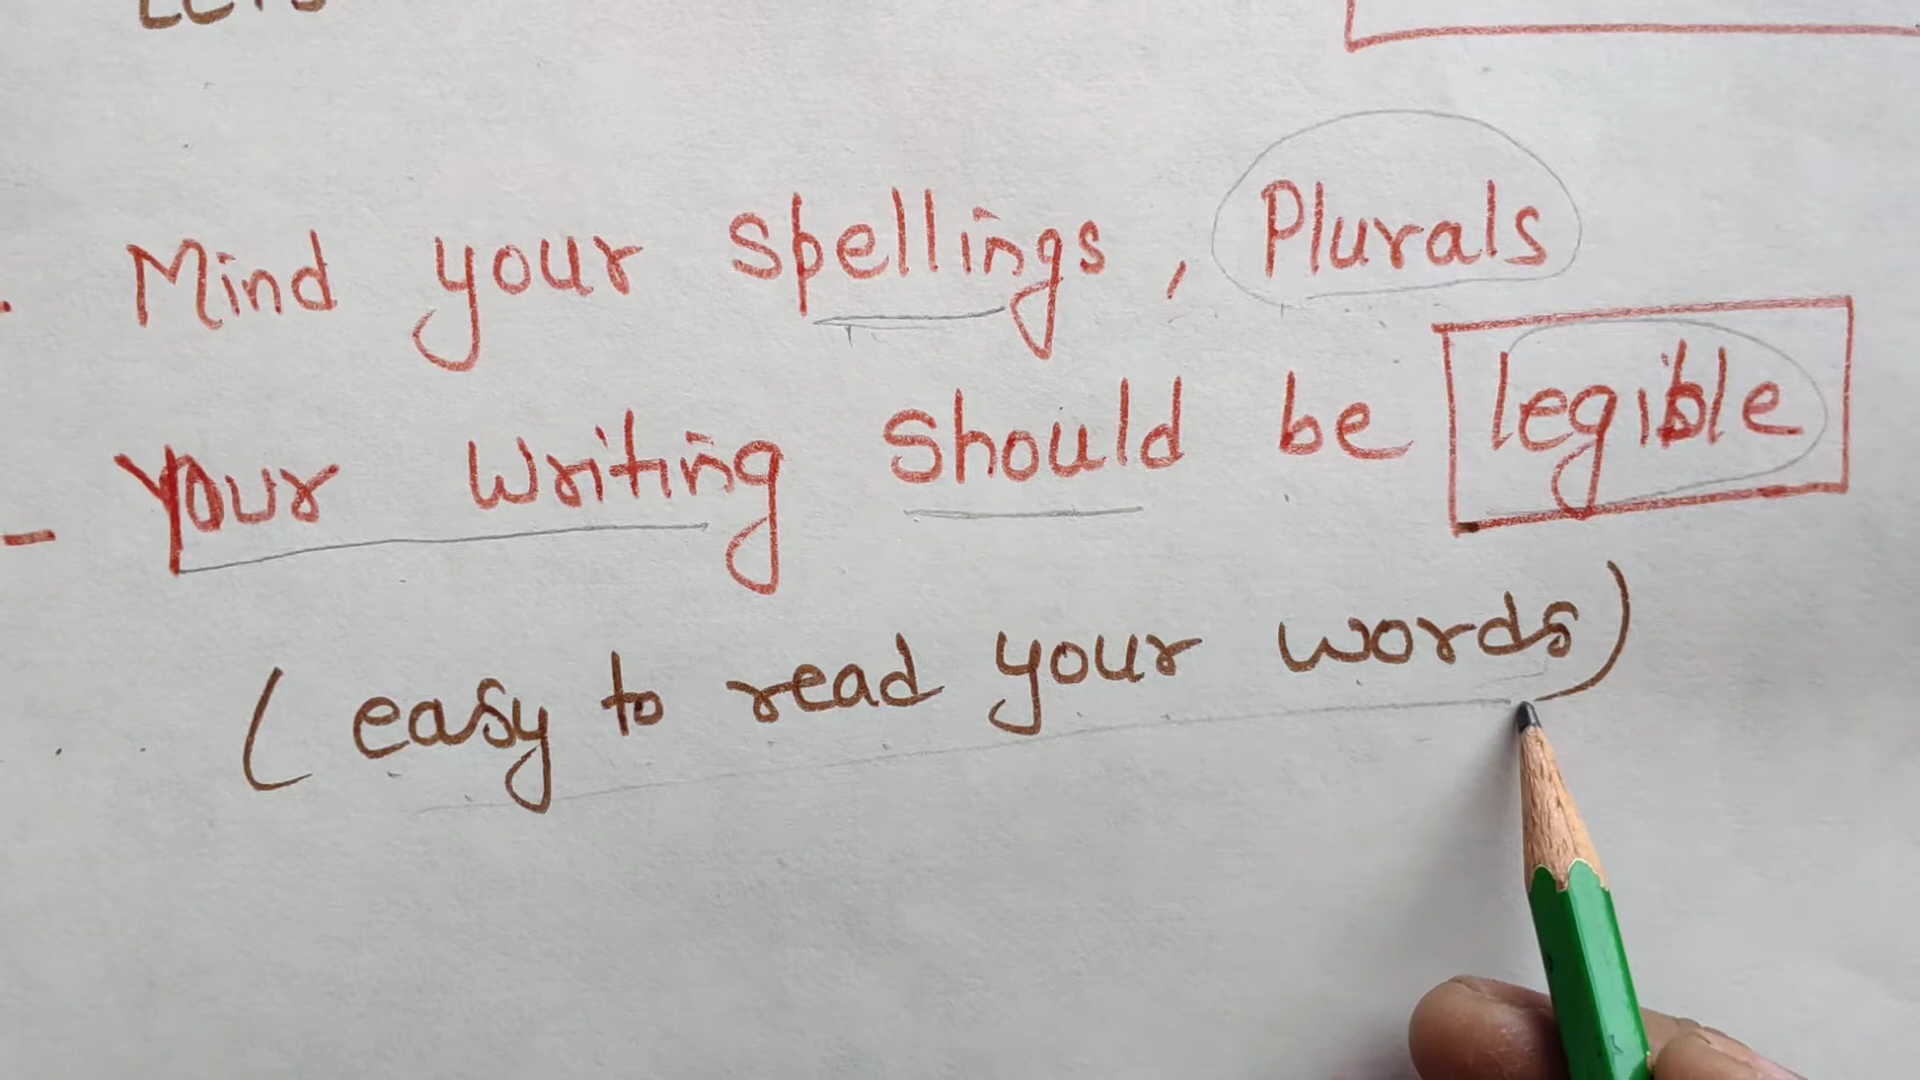 - Mind your spellings, Plurals
- Your writing should be legible
(easy to read your words)